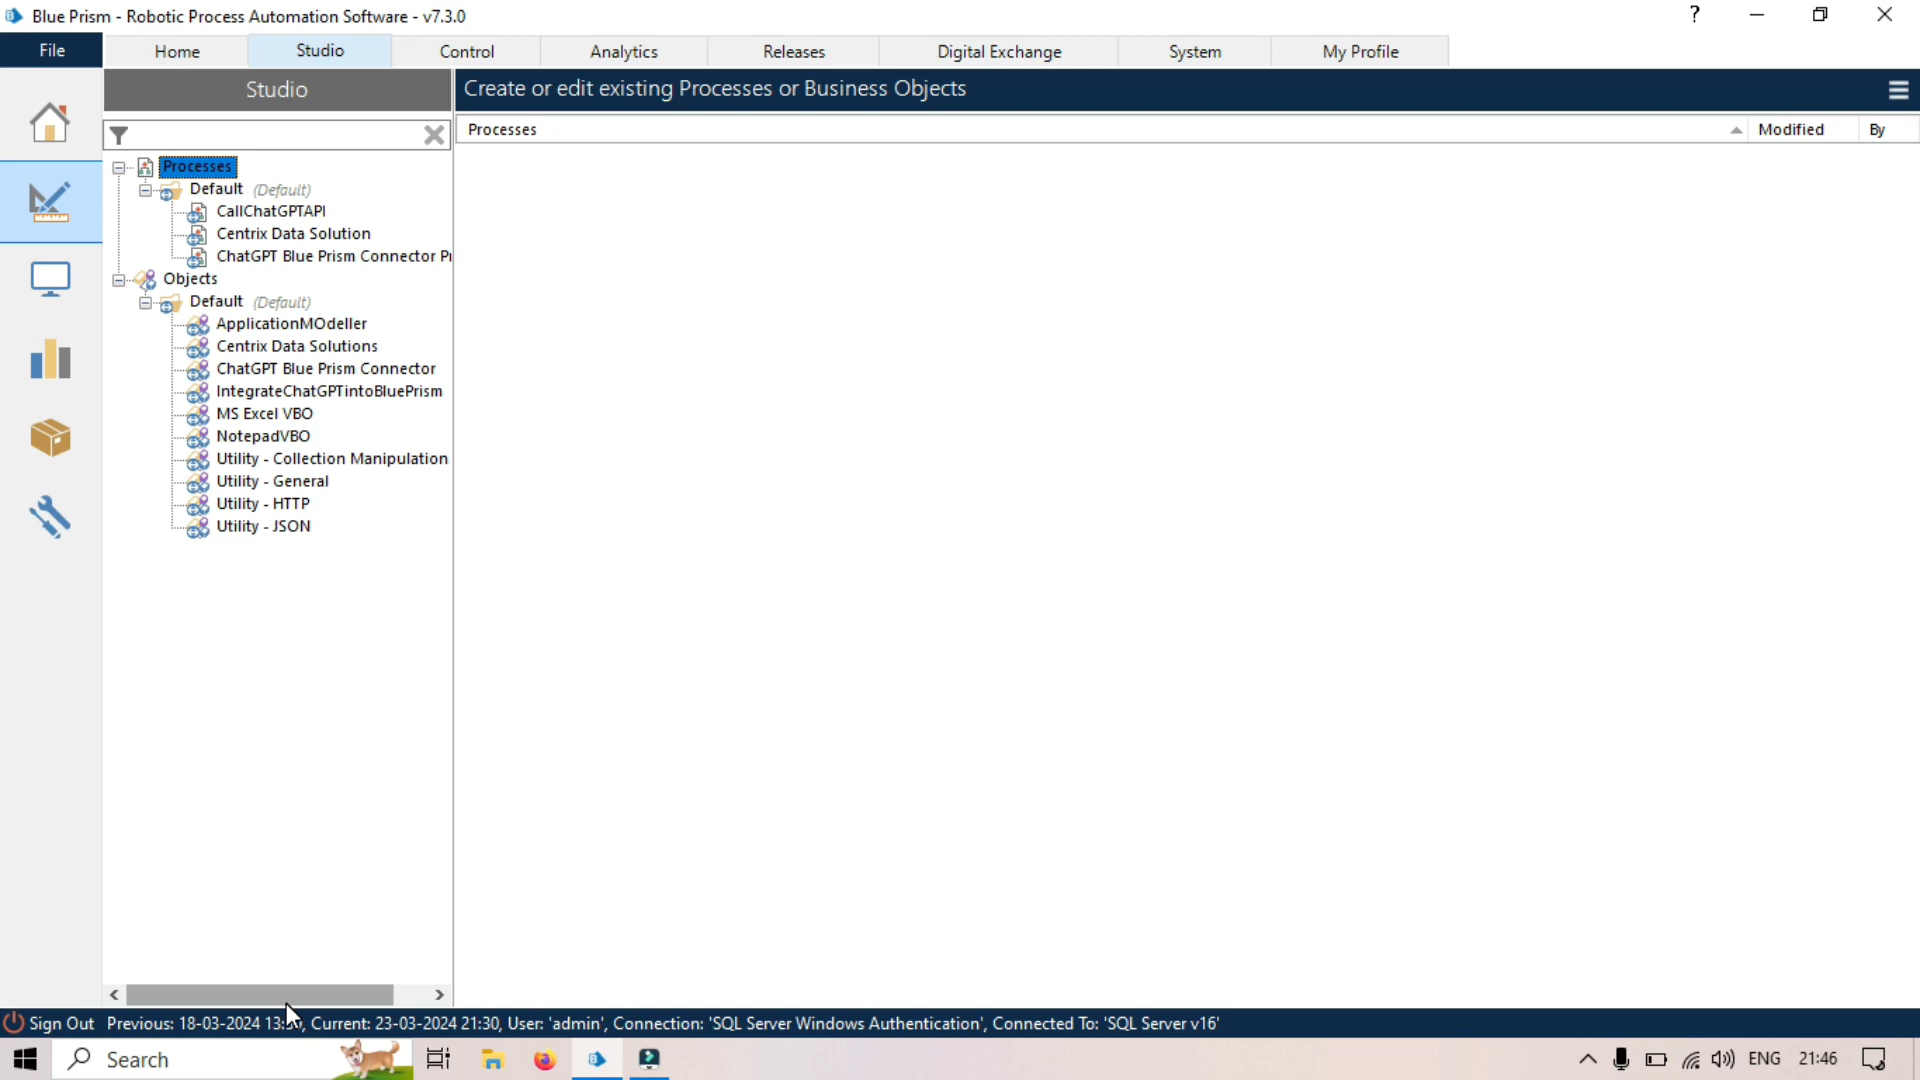 Blue Prism - Robotic Process Automation Software - v7.3.0
?
File Home Studio Control Analytics Releases Digital Exchange System My Profile
Studio
Create or edit existing Processes or Business Objects
Processes Modified By
Processes
Default (Default)
CallChatGPTAPI
Centrix Data Solution
ChatGPT Blue Prism Connector
Objects
Default (Default)
ApplicationMOdeller
Centrix Data Solutions
ChatGPT Blue Prism Connector
IntegrateChatGPTintoBluePrism
MS Excel VBO
NotepadVBO
Utility - Collection Manipulation
Utility - General
Utility - HTTP
Utility - JSON
Sign Out Previous: 18-03-2024 Current: 23-03-2024 21:30, User: 'admin', Connection: 'SQL Server Windows Authentication', Connected To: 'SQL Server v16'
Search ENG 21:46